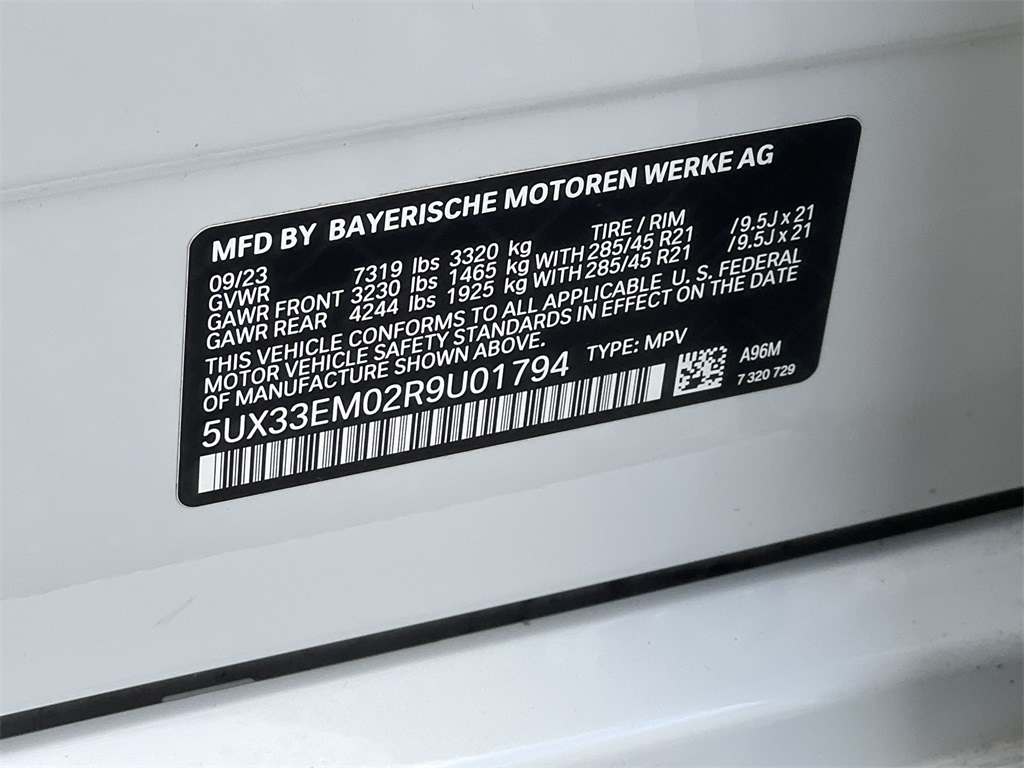 MFD BY BAYERISCHE MOTOREN WERKE AG
09/23 TIRE / RIM
GVWR 7319 lbs 3320 kg
GAWR FRONT 3230 lbs 1465 kg WITH 285/45 R21 / 9.5J x 21
GAWR REAR 4244 lbs 1925 kg WITH 285/45 R21 / 9.5J x 21
THIS VEHICLE CONFORMS TO ALL APPLICABLE U. S. FEDERAL
MOTOR VEHICLE SAFETY STANDARDS IN EFFECT ON THE DATE
OF MANUFACTURE SHOWN ABOVE.
5UX33EM02R9U01794 TYPE: MPV A96M
7 320 729